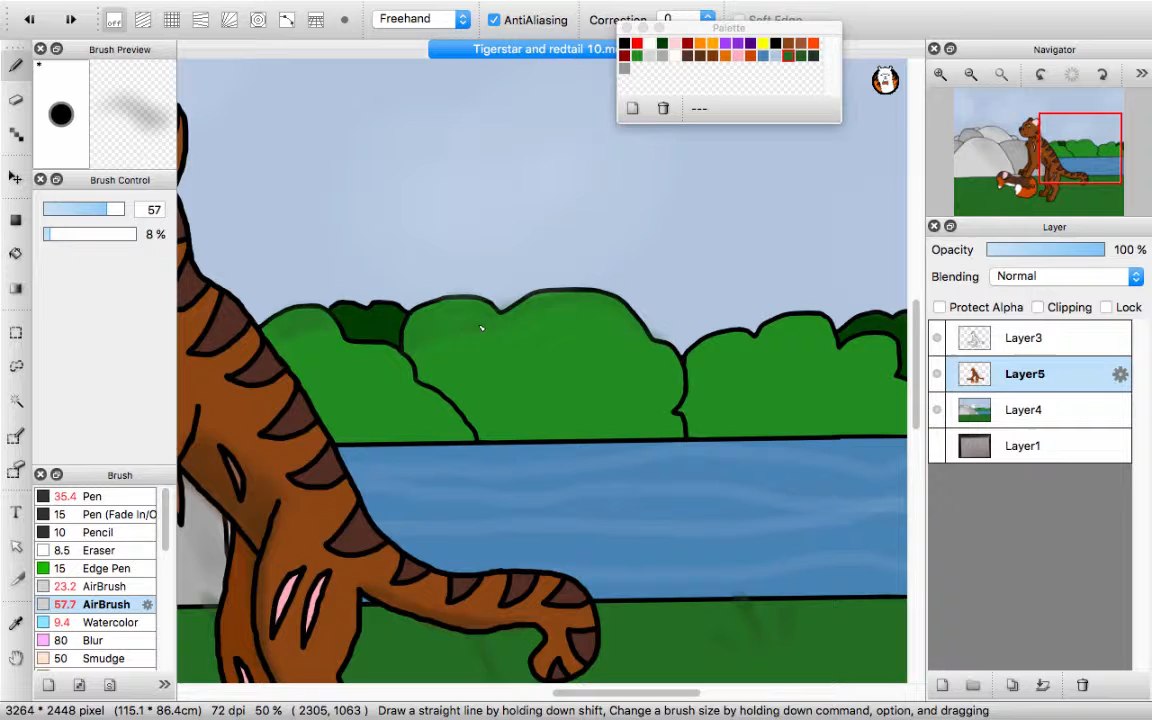 off
Freehand
AntiAliasing
Correction
0
Soft Edge
Tigerstar and redtail 10.m
Palette
---
Brush Preview
*
Brush Control
57
8 %
Brush
35.4 Pen
15 Pen (Fade In/O
10 Pencil
8.5 Eraser
15 Edge Pen
23.2 AirBrush
57.7 AirBrush
9.4 Watercolor
80 Blur
50 Smudge
Navigator
Layer
Opacity 100 %
Blending Normal
Protect Alpha Clipping Lock
Layer3
Layer5
Layer4
Layer1
3264 * 2448 pixel (115.1 * 86.4cm) 72 dpi 50 % ( 2305, 1063) Draw a straight line by holding down shift, Change a brush size by holding down command, option, and dragging